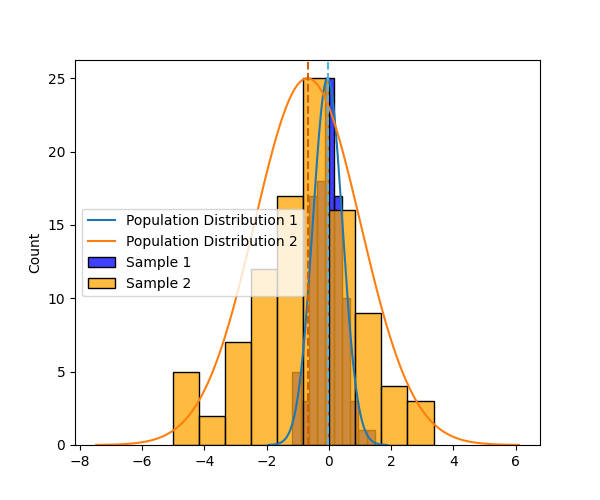 25
20
15
10
5
0
Count
Population Distribution 1
Population Distribution 2
Sample 1
Sample 2
−8 −6 −4 −2 0 2 4 6